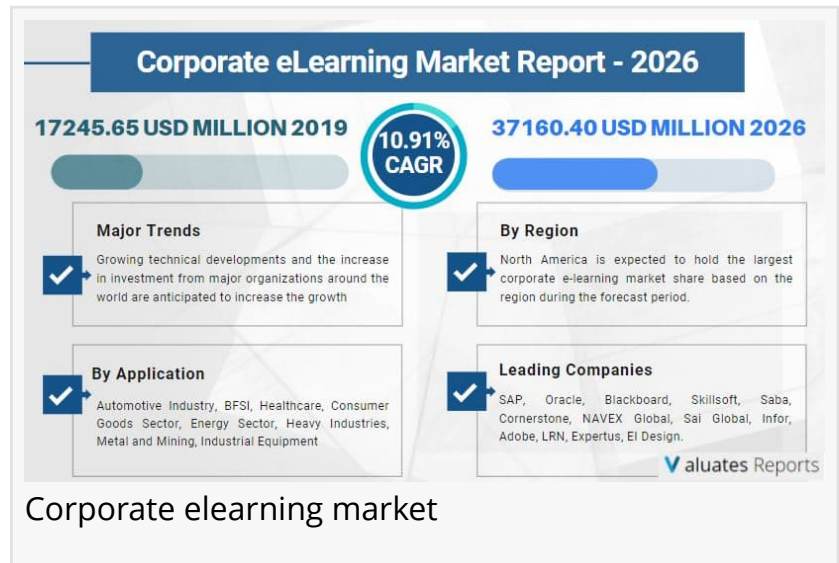 Corporate eLearning Market Report - 2026
17245.65 USD MILLION 2019
10.91%
CAGR
37160.40 USD MILLION 2026
Major Trends
Growing technical developments and the increase
in investment from major organizations around the
world are anticipated to increase the growth
By Region
North America is expected to hold the largest
corporate e-learning market share based on the
region during the forecast period.
By Application
Automotive Industry, BFSI, Healthcare, Consumer
Goods Sector, Energy Sector, Heavy Industries,
Metal and Mining, Industrial Equipment
Leading Companies
SAP, Oracle, Blackboard, Skillsoft, Saba,
Cornerstone, NAVEX Global, Sai Global, Infor,
Adobe, LRN, Expertus, EI Design.
Valuates Reports
Corporate elearning market